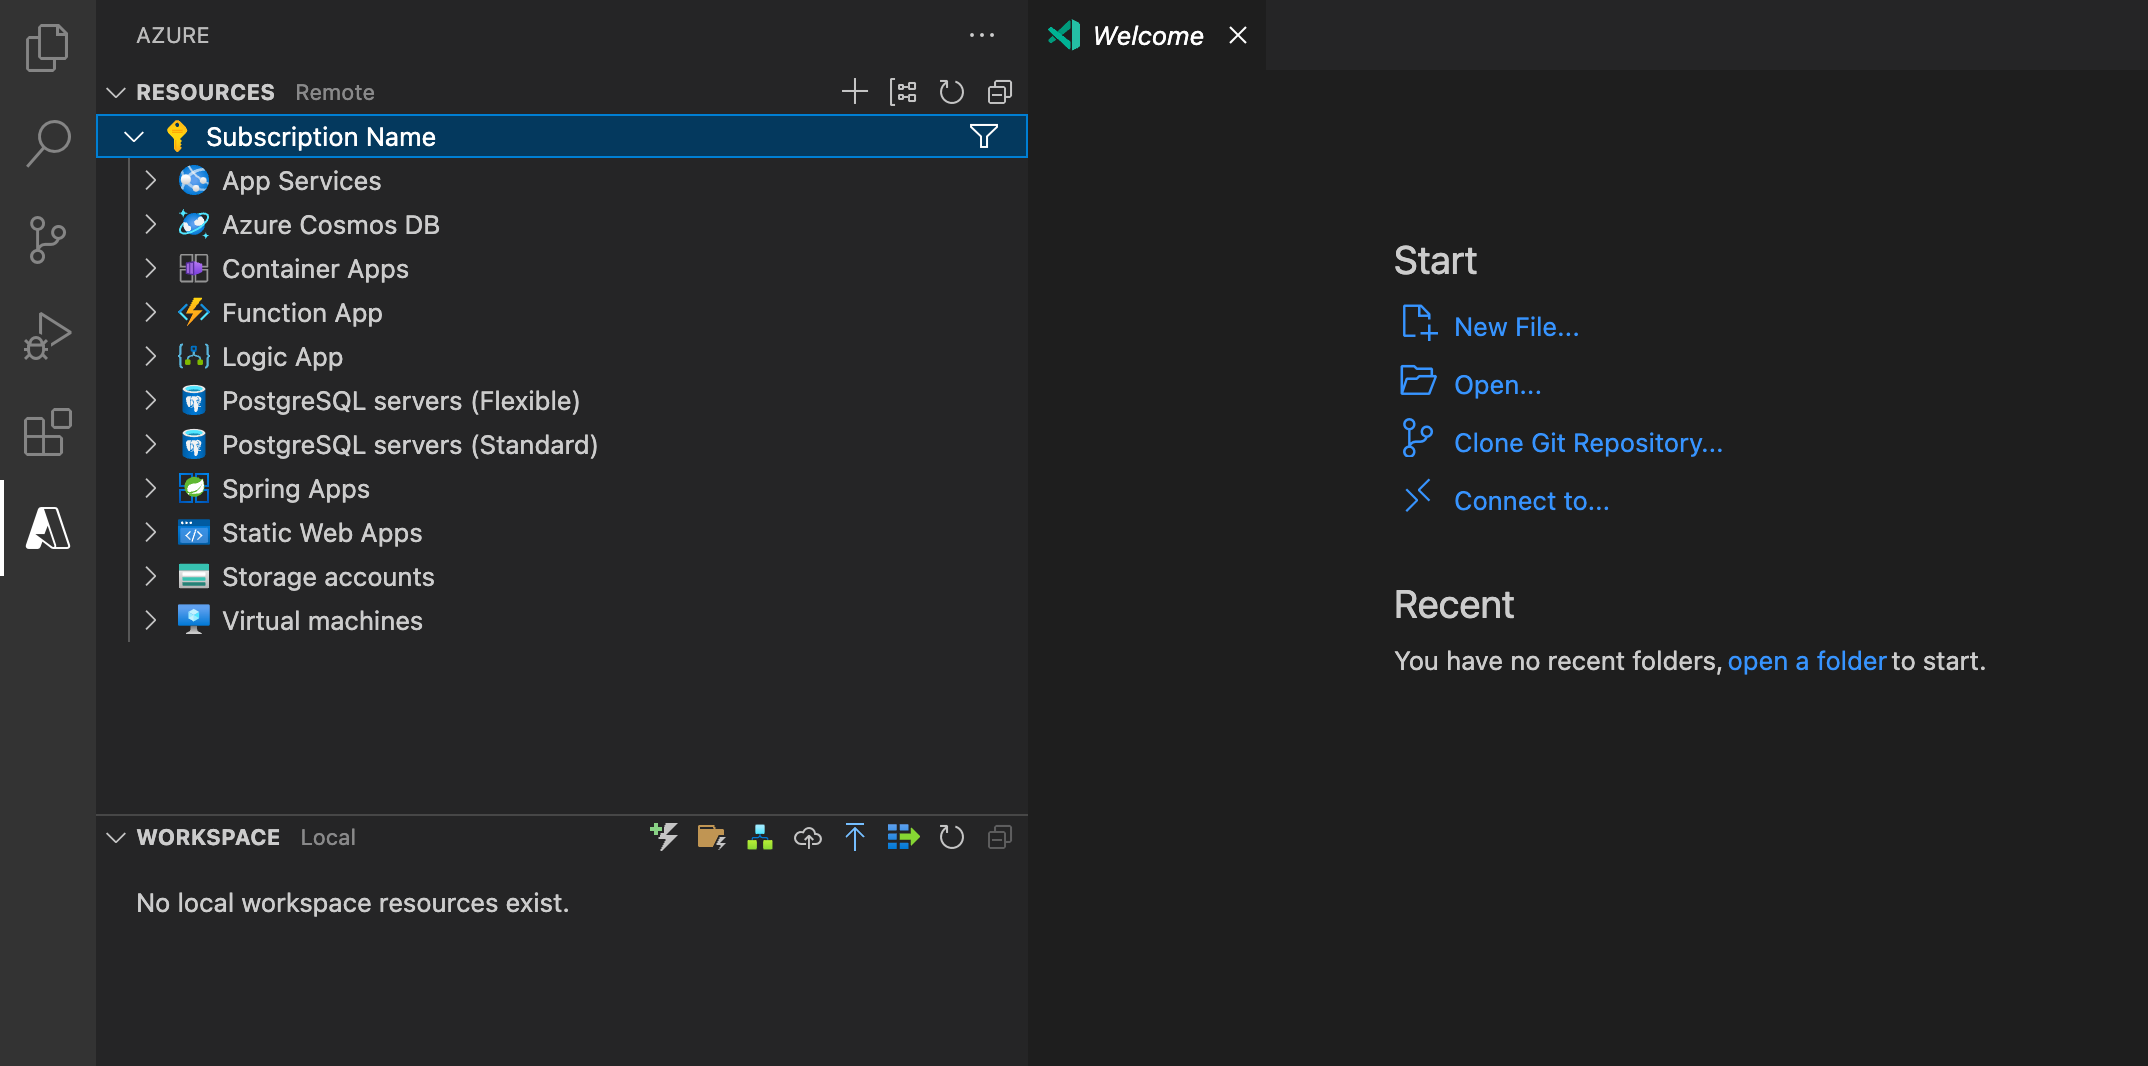 AZURE
RESOURCES Remote
Subscription Name
App Services
Azure Cosmos DB
Container Apps
Function App
Logic App
PostgreSQL servers (Flexible)
PostgreSQL servers (Standard)
Spring Apps
Static Web Apps
Storage accounts
Virtual machines
WORKSPACE Local
No local workspace resources exist.
Welcome
Start
New File...
Open...
Clone Git Repository...
Connect to...
Recent
You have no recent folders, open a folder to start.